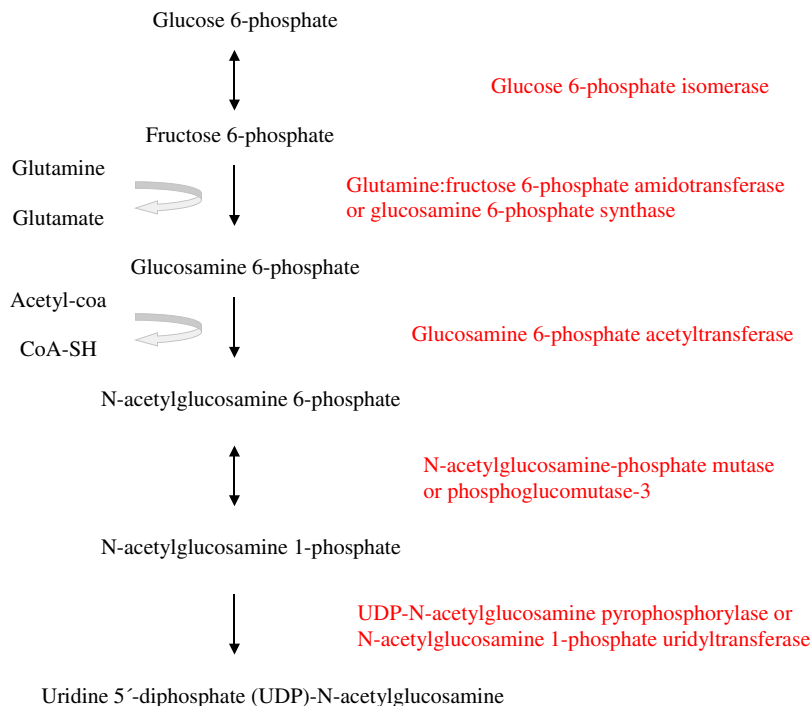 Glucose 6-phosphate
Glucose 6-phosphate isomerase
Fructose 6-phosphate
Glutamine
Glutamine:fructose 6-phosphate amidotransferase
or glucosamine 6-phosphate synthase
Glutamate
Glucosamine 6-phosphate
Acetyl-coa
Glucosamine 6-phosphate acetyltransferase
CoA-SH
N-acetylglucosamine 6-phosphate
N-acetylglucosamine-phosphate mutase
or phosphoglucomutase-3
N-acetylglucosamine 1-phosphate
UDP-N-acetylglucosamine pyrophosphorylase or
N-acetylglucosamine 1-phosphate uridyltransferase
Uridine 5´-diphosphate (UDP)-N-acetylglucosamine